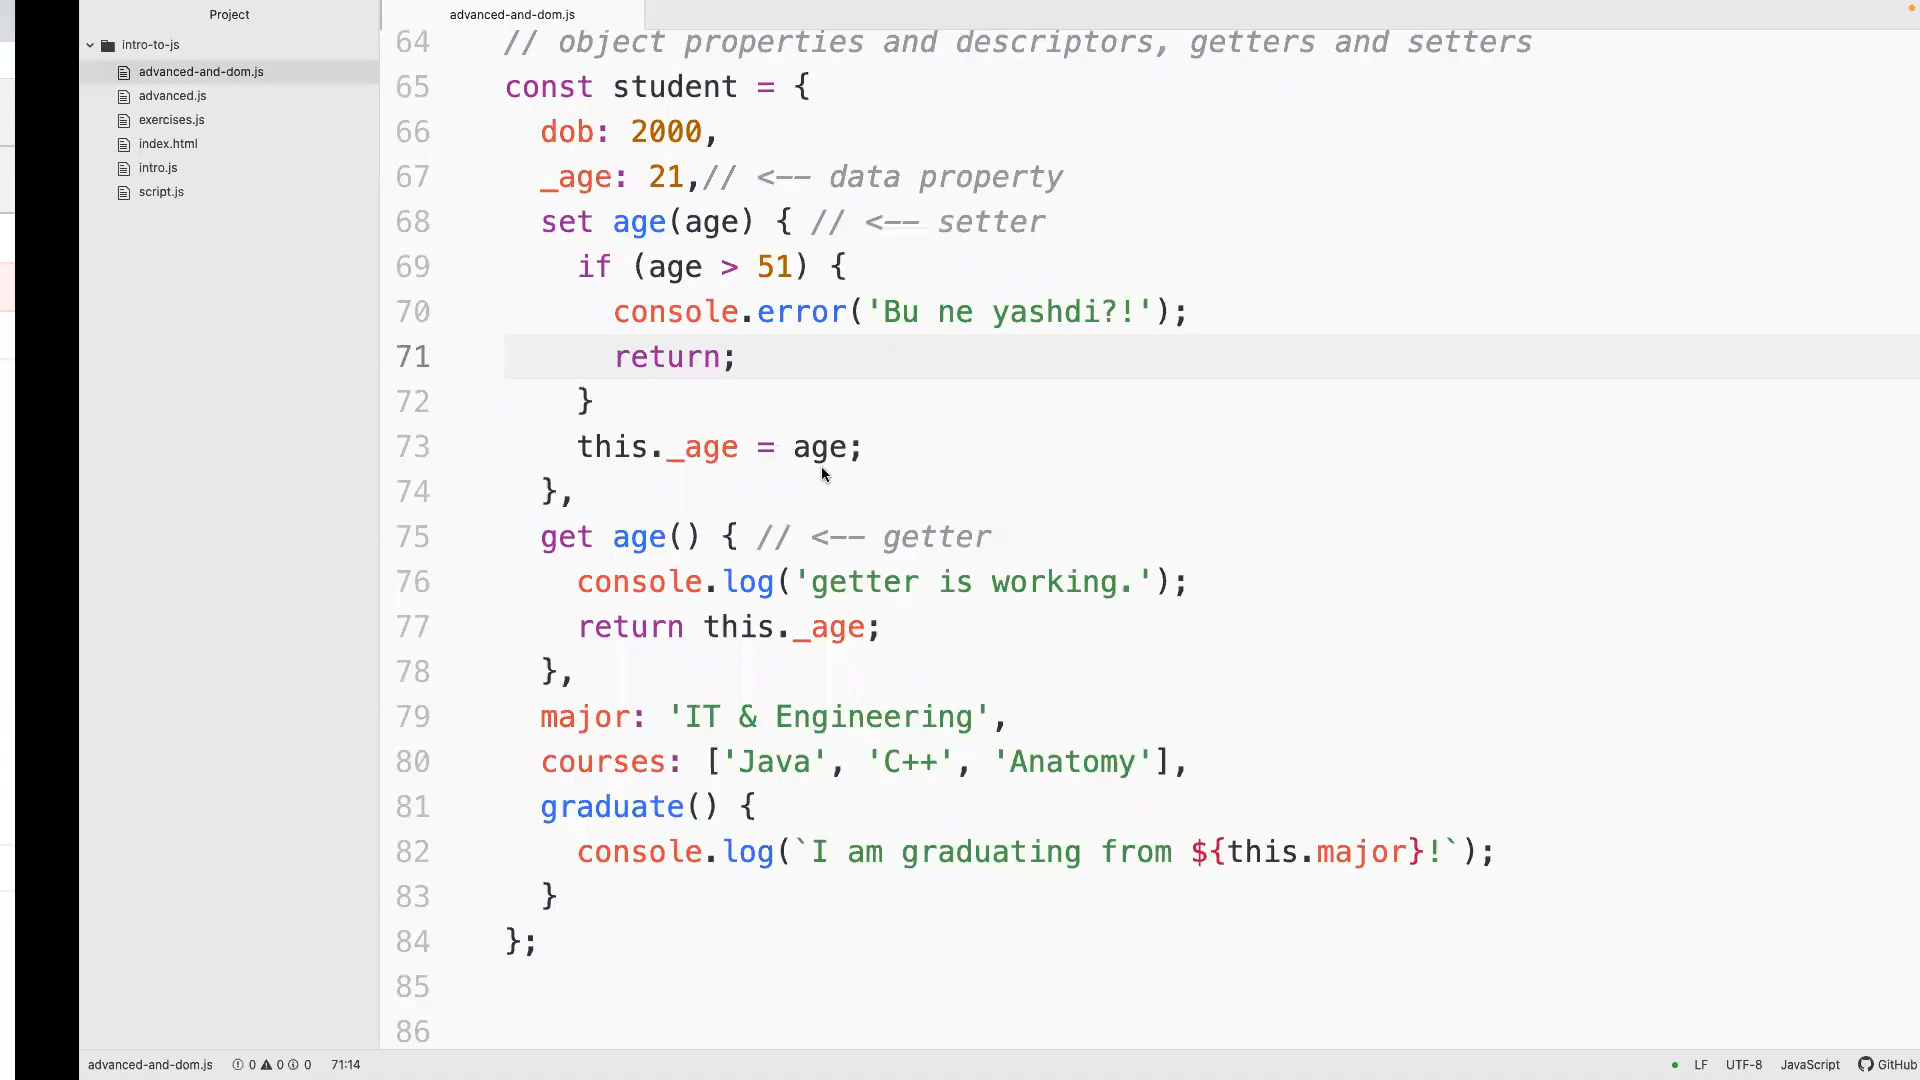 Project
advanced-and-dom.js
intro-to-js
advanced-and-dom.js
advanced.js
exercises.js
index.html
intro.js
script.js
64 // object properties and descriptors, getters and setters
65 const student = {
66 dob: 2000,
67 _age: 21,// <-- data property
68 set age(age) { // <-- setter
69 if (age > 51) {
70 console.error('Bu ne yashdi?!');
71 return;
72 }
73 this._age = age;
74 },
75 get age() { // <-- getter
76 console.log('getter is working.');
77 return this._age;
78 },
79 major: 'IT & Engineering',
80 courses: ['Java', 'C++', 'Anatomy'],
81 graduate() {
82 console.log(`I am graduating from ${this.major}!`);
83 }
84 };
85
86
advanced-and-dom.js 0 0 0 71:14 LF UTF-8 JavaScript GitHub